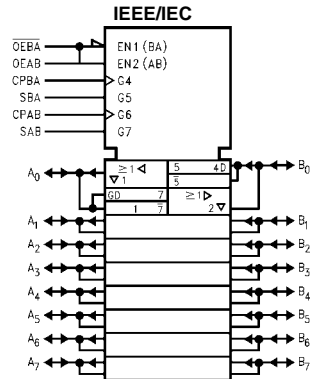 IEEE/IEC
O̅E̅B̅A̅ EN1 (BA)
OEAB EN2 (AB)
CPBA G4
SBA G5
CPAB G6
SAB G7
A₀ ≥1 ◁ 5 4D B₀
▽1 5̅
GD 7 ≥1 ▷
1 7̅ 2 ▽
A₁ B₁
A₂ B₂
A₃ B₃
A₄ B₄
A₅ B₅
A₆ B₆
A₇ B₇